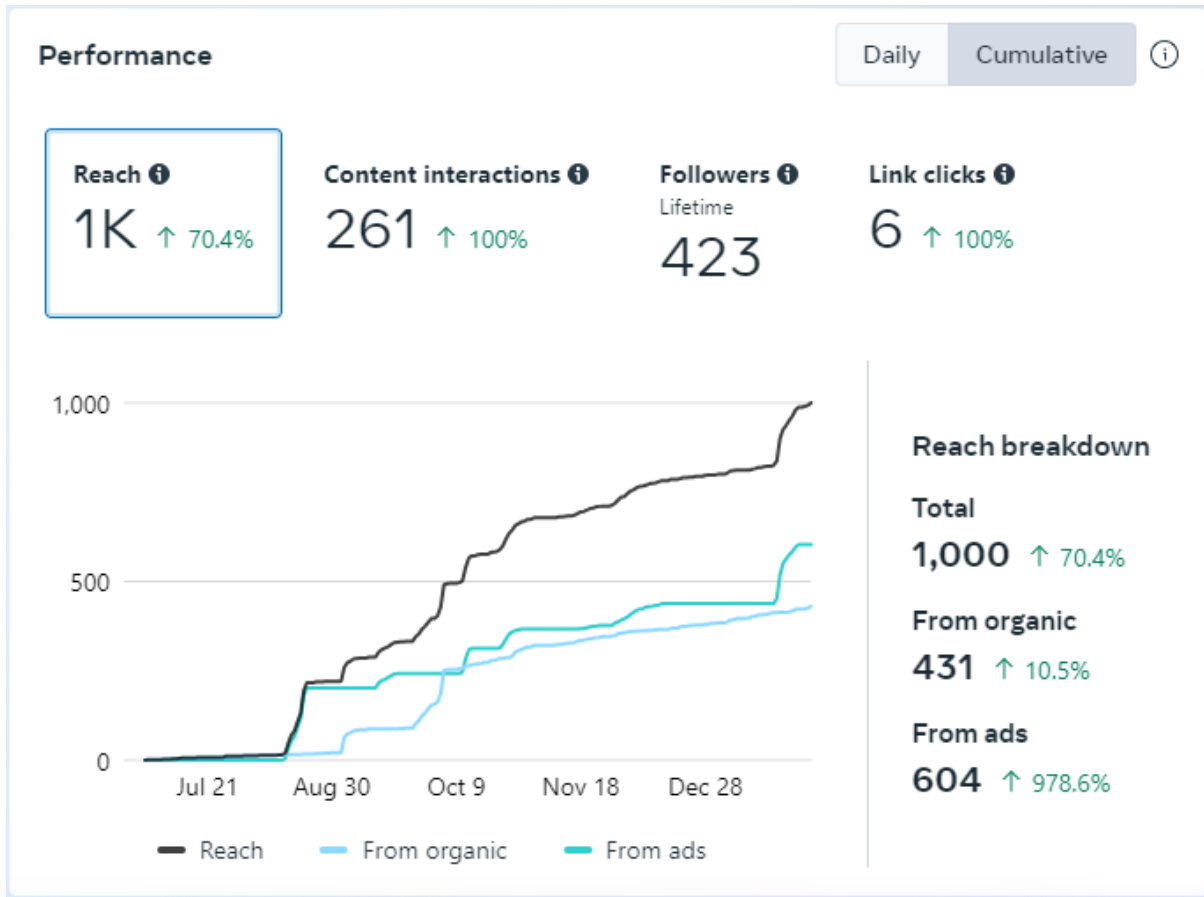 Performance
Daily
Cumulative
Reach
1K ↑ 70.4%
Content interactions
261 ↑ 100%
Followers
Lifetime
423
Link clicks
6 ↑ 100%
1,000
500
0
Jul 21
Aug 30
Oct 9
Nov 18
Dec 28
Reach
From organic
From ads
Reach breakdown
Total
1,000 ↑ 70.4%
From organic
431 ↑ 10.5%
From ads
604 ↑ 978.6%